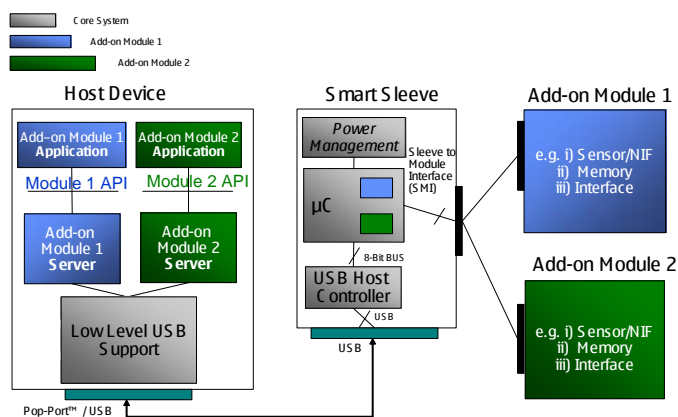 Core System
Add-on Module 1
Add-on Module 2
Host Device
Add-on Module 1
Application
Add-on Module 2
Application
Module 1 API
Module 2 API
Add-on
Module 1
Server
Add-on
Module 2
Server
Low Level USB
Support
Pop-Port™ / USB
Smart Sleeve
Power
Management
Sleeve to
Module
Interface
(SMI)
µC
8-Bit BUS
USB Host
Controller
USB
USB
Add-on Module 1
e.g. i) Sensor/NIF
ii) Memory
iii) Interface
Add-on Module 2
e.g. i) Sensor/NIF
ii) Memory
iii) Interface